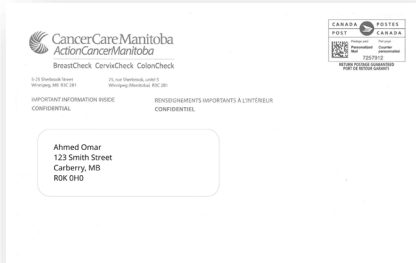 CancerCare Manitoba
ActionCancerManitoba
BreastCheck CervixCheck ColonCheck
5-25 Sherbrook Street
Winnipeg, MB R3C 2B1
25, rue Sherbrook, unité 5
Winnipeg (Manitoba) R3C 2B1
IMPORTANT INFORMATION INSIDE
CONFIDENTIAL
RENSEIGNEMENTS IMPORTANTS À L'INTÉRIEUR
CONFIDENTIEL
CANADA POSTES
POST CANADA
Postage paid
Personalized
Mail
Port payé
Courrier
personnalisé
7257912
RETURN POSTAGE GUARANTEED
PORT DE RETOUR GARANTI
Ahmed Omar
123 Smith Street
Carberry, MB
R0K 0H0